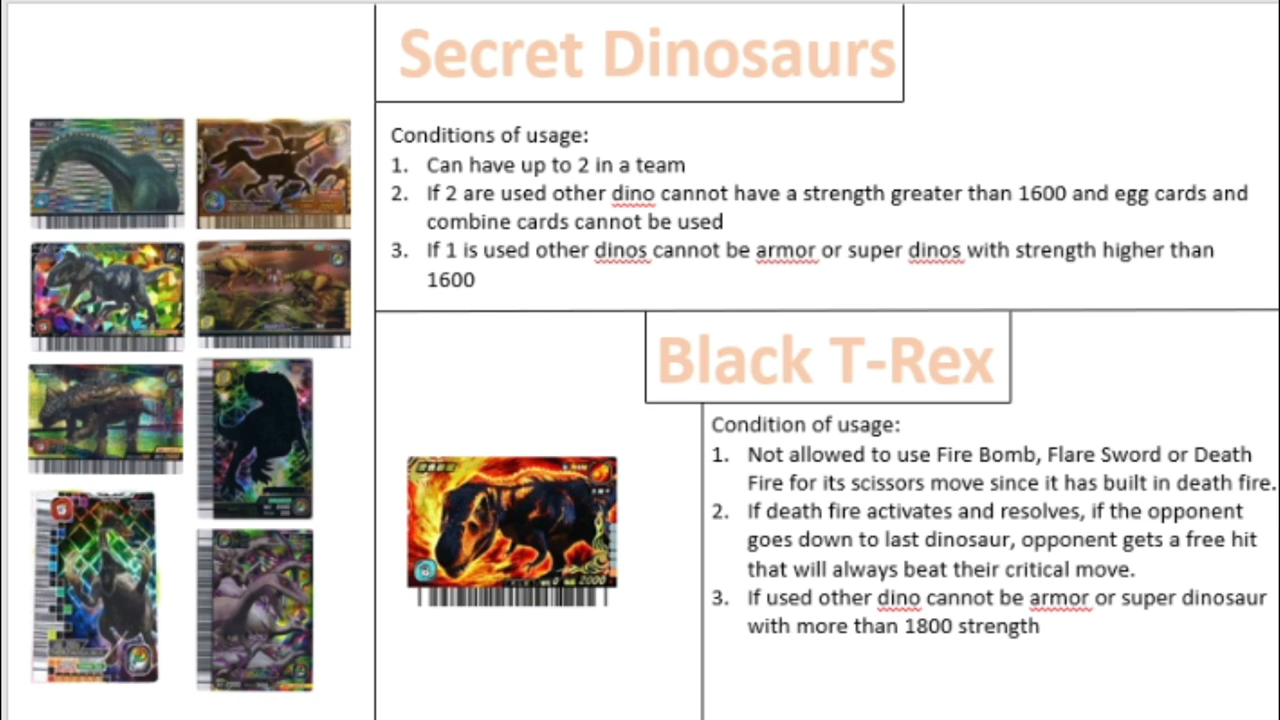 Secret Dinosaurs
Conditions of usage:
1. Can have up to 2 in a team
2. If 2 are used other dino cannot have a strength greater than 1600 and egg cards and
combine cards cannot be used
3. If 1 is used other dinos cannot be armor or super dinos with strength higher than
1600
Black T-Rex
Condition of usage:
1. Not allowed to use Fire Bomb, Flare Sword or Death
Fire for its scissors move since it has built in death fire.
2. If death fire activates and resolves, if the opponent
goes down to last dinosaur, opponent gets a free hit
that will always beat their critical move.
3. If used other dino cannot be armor or super dinosaur
with more than 1800 strength
2000